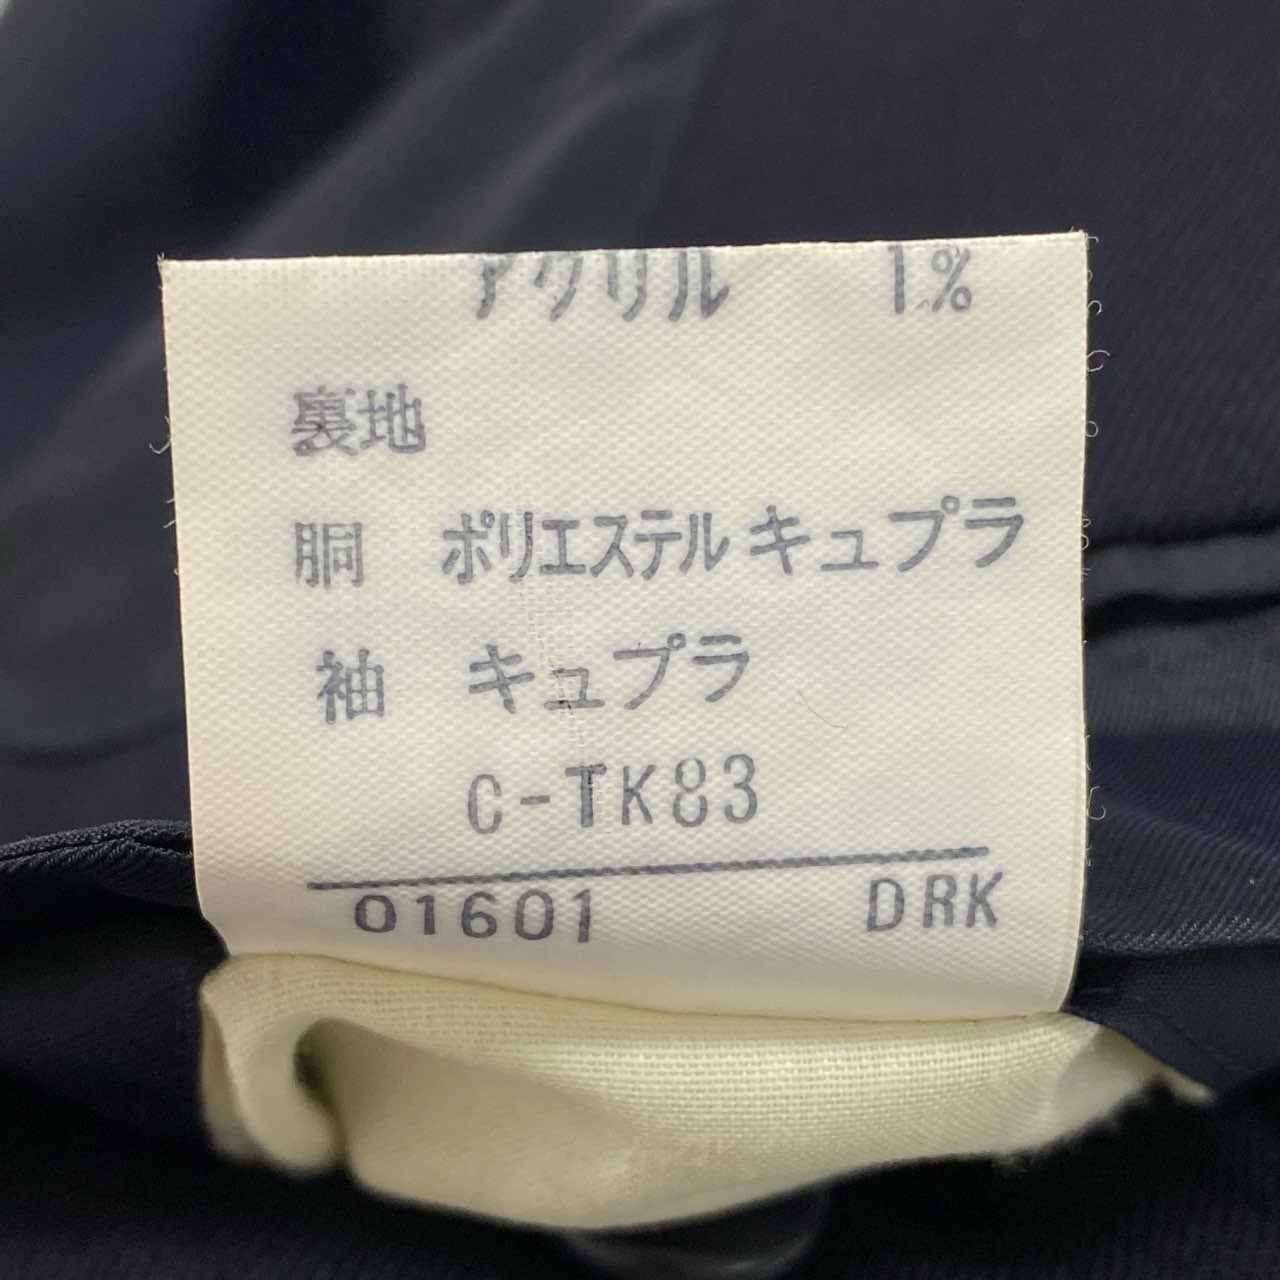 アクリル 1%
裏地
胴 ポリエステル キュプラ
袖 キュプラ
C-TK83
01601 DRK